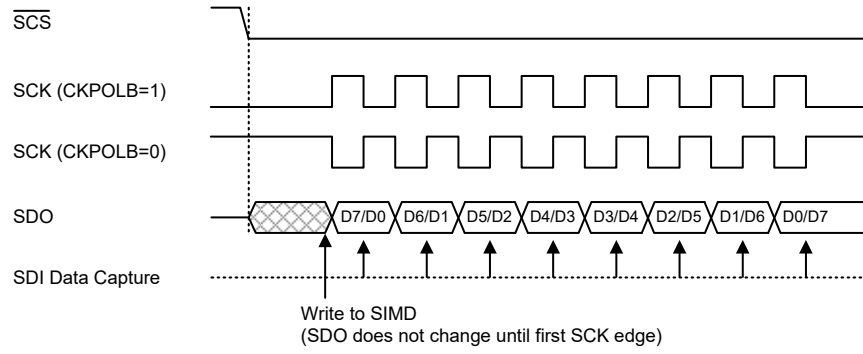 SCS
SCK (CKPOLB=1)
SCK (CKPOLB=0)
SDO
D7/D0 D6/D1 D5/D2 D4/D3 D3/D4 D2/D5 D1/D6 D0/D7
SDI Data Capture
Write to SIMD
(SDO does not change until first SCK edge)